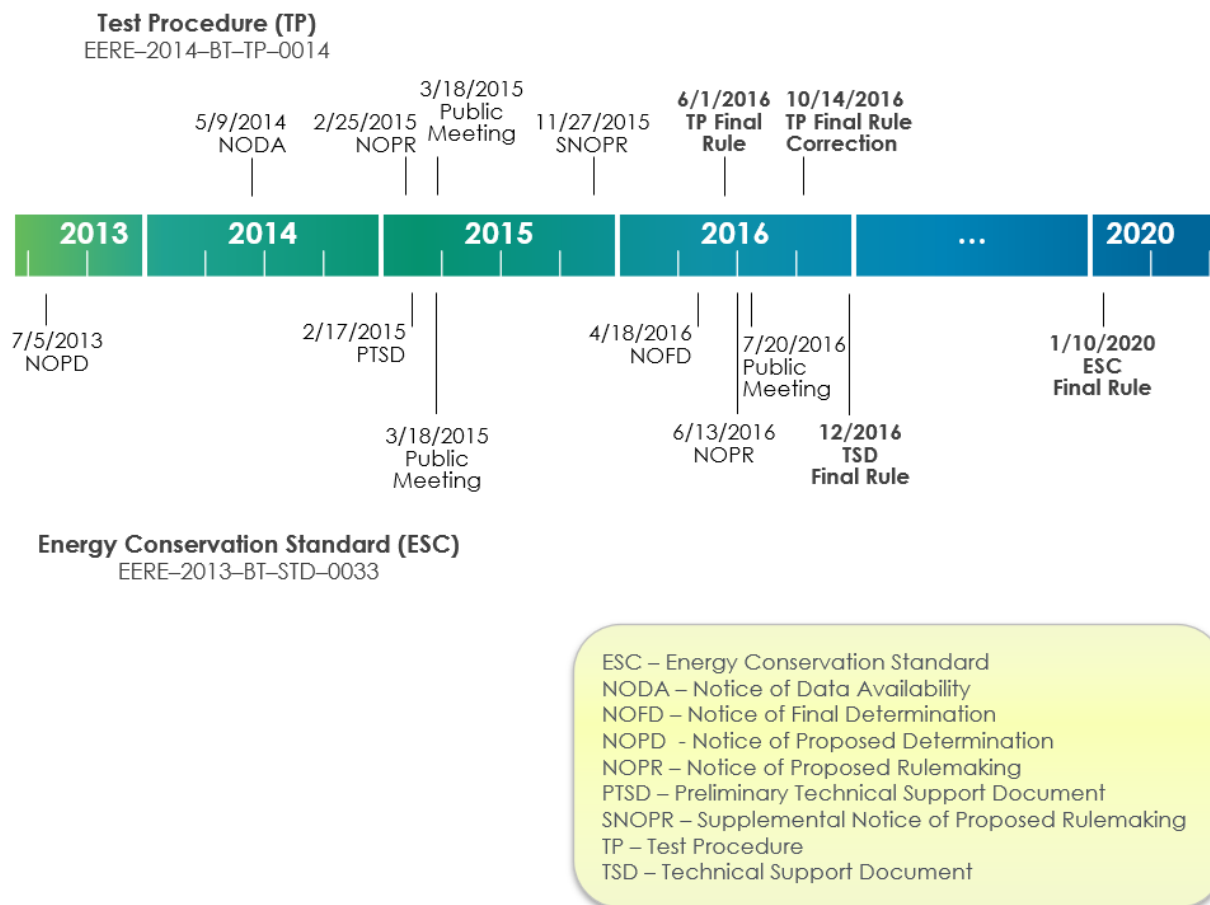 Test Procedure (TP)
EERE–2014–BT–TP–0014
5/9/2014
NODA
2/25/2015
NOPR
3/18/2015
Public
Meeting
11/27/2015
SNOPR
6/1/2016
TP Final
Rule
10/14/2016
TP Final Rule
Correction
2013
2014
2015
2016
...
2020
7/5/2013
NOPD
2/17/2015
PTSD
3/18/2015
Public
Meeting
4/18/2016
NOFD
6/13/2016
NOPR
7/20/2016
Public
Meeting
12/2016
TSD
Final Rule
1/10/2020
ESC
Final Rule
Energy Conservation Standard (ESC)
EERE–2013–BT–STD–0033
ESC – Energy Conservation Standard
NODA – Notice of Data Availability
NOFD – Notice of Final Determination
NOPD - Notice of Proposed Determination
NOPR – Notice of Proposed Rulemaking
PTSD – Preliminary Technical Support Document
SNOPR – Supplemental Notice of Proposed Rulemaking
TP – Test Procedure
TSD – Technical Support Document